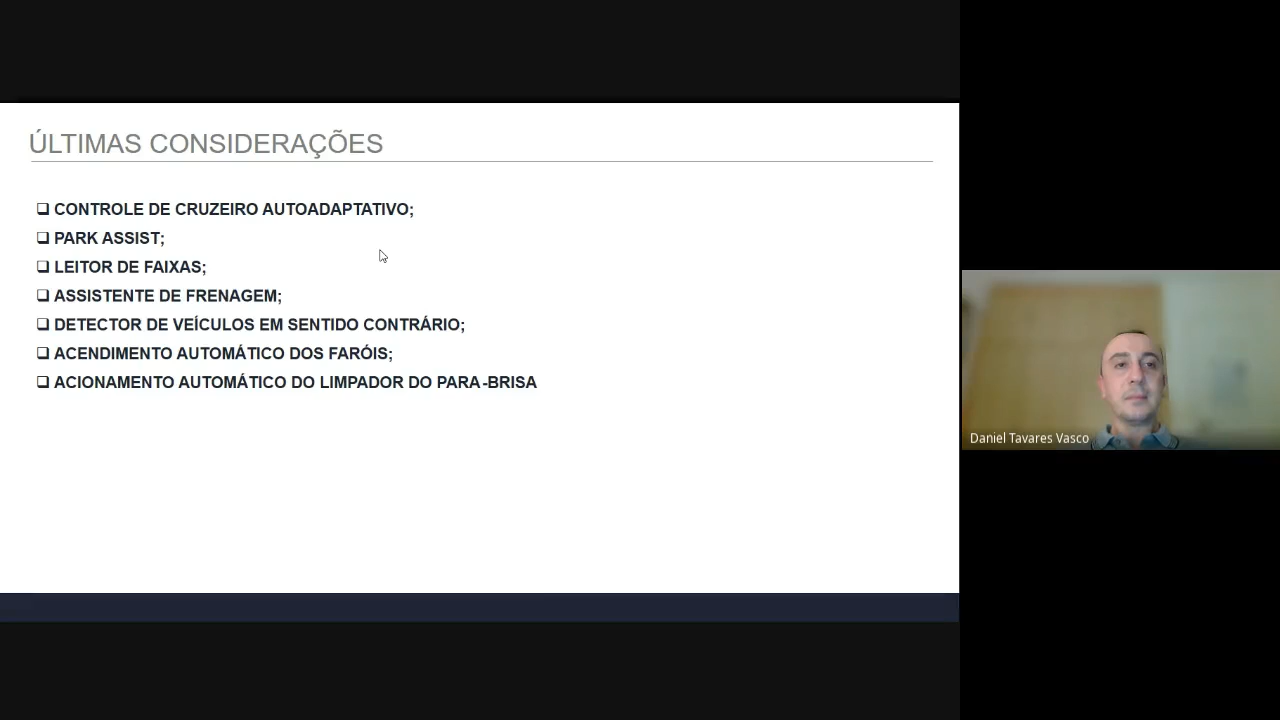 ÚLTIMAS CONSIDERAÇÕES
❑ CONTROLE DE CRUZEIRO AUTOADAPTATIVO;
❑ PARK ASSIST;
❑ LEITOR DE FAIXAS;
❑ ASSISTENTE DE FRENAGEM;
❑ DETECTOR DE VEÍCULOS EM SENTIDO CONTRÁRIO;
❑ ACENDIMENTO AUTOMÁTICO DOS FARÓIS;
❑ ACIONAMENTO AUTOMÁTICO DO LIMPADOR DO PARA-BRISA
Daniel Tavares Vasco